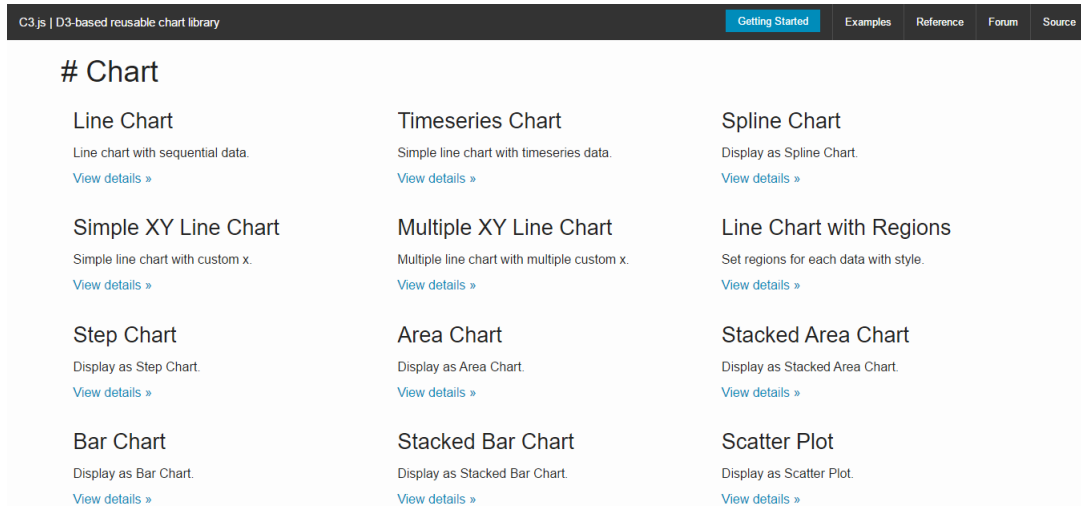 C3.js | D3-based reusable chart library Getting Started Examples Reference Forum Source
# Chart
Line Chart Timeseries Chart Spline Chart
Line chart with sequential data. Simple line chart with timeseries data. Display as Spline Chart.
View details » View details » View details »
Simple XY Line Chart Multiple XY Line Chart Line Chart with Regions
Simple line chart with custom x. Multiple line chart with multiple custom x. Set regions for each data with style.
View details » View details » View details »
Step Chart Area Chart Stacked Area Chart
Display as Step Chart. Display as Area Chart. Display as Stacked Area Chart.
View details » View details » View details »
Bar Chart Stacked Bar Chart Scatter Plot
Display as Bar Chart. Display as Stacked Bar Chart. Display as Scatter Plot.
View details » View details » View details »